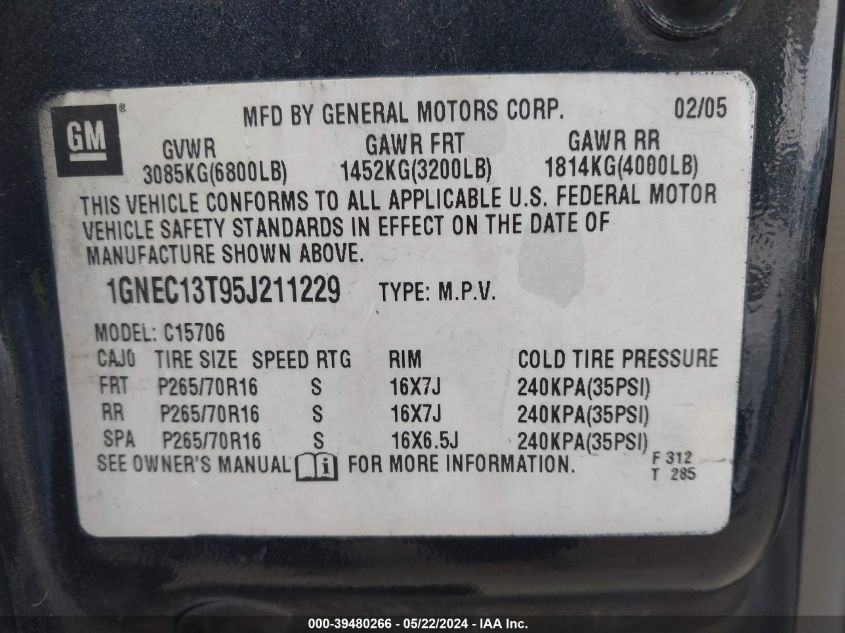 GM® MFD BY GENERAL MOTORS CORP. 02/05
GVWR GAWR FRT GAWR RR
3085KG(6800LB) 1452KG(3200LB) 1814KG(4000LB)
THIS VEHICLE CONFORMS TO ALL APPLICABLE U.S. FEDERAL MOTOR
VEHICLE SAFETY STANDARDS IN EFFECT ON THE DATE OF
MANUFACTURE SHOWN ABOVE.
1GNEC13T95J211229 TYPE: M.P.V.
MODEL: C15706
CAJ0 TIRE SIZE SPEED RTG RIM COLD TIRE PRESSURE
FRT P265/70R16 S 16X7J 240KPA(35PSI)
RR P265/70R16 S 16X7J 240KPA(35PSI)
SPA P265/70R16 S 16X6.5J 240KPA(35PSI)
SEE OWNER'S MANUAL FOR MORE INFORMATION. F 312
T 285
000-39480266 - 05/22/2024 - IAA Inc.